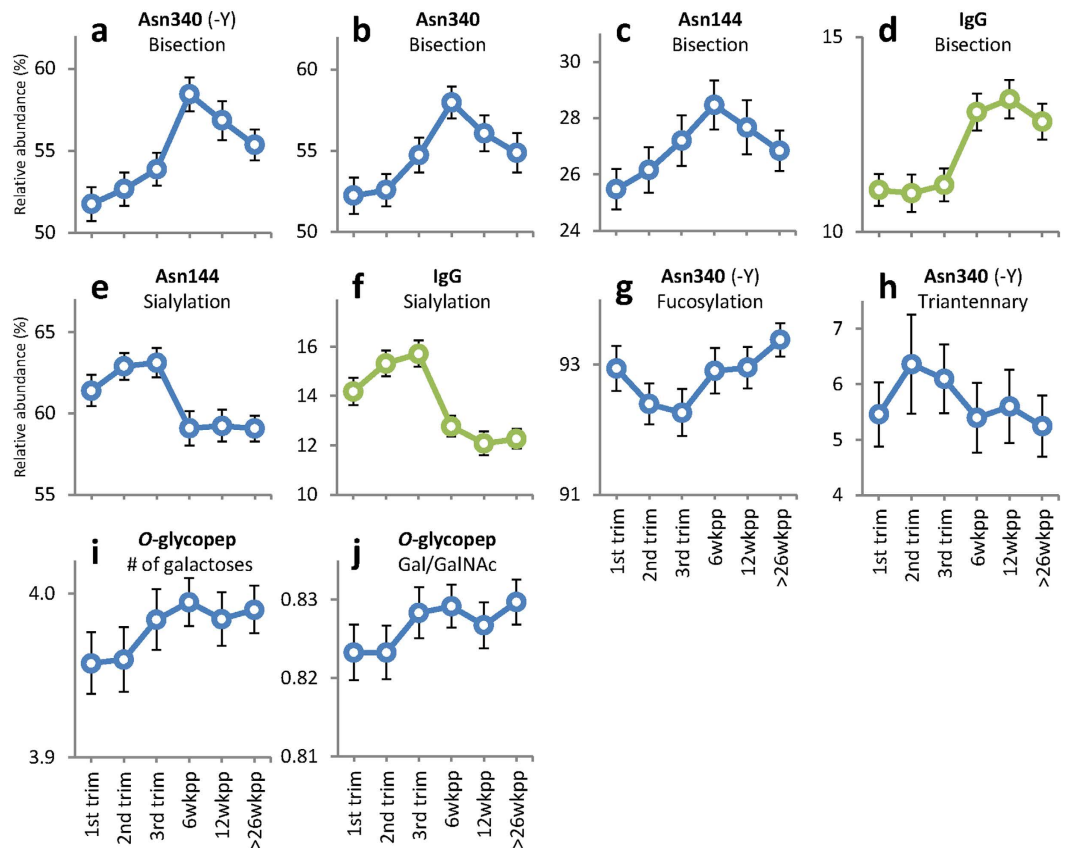 a
Asn340 (-Y)
Bisection
b
Asn340
Bisection
c
Asn144
Bisection
d
IgG
Bisection
Relative abundance (%)
60
55
50
60
55
50
30
28
26
24
15
10
e
Asn144
Sialylation
f
IgG
Sialylation
g
Asn340 (-Y)
Fucosylation
h
Asn340 (-Y)
Triantennary
Relative abundance (%)
65
60
55
16
14
12
10
93
91
7
6
5
4
1st trim
2nd trim
3rd trim
6wkpp
12wkpp
>26wkpp
1st trim
2nd trim
3rd trim
6wkpp
12wkpp
>26wkpp
i
O-glycopep
# of galactoses
j
O-glycopep
Gal/GalNAc
4.0
3.9
0.83
0.82
0.81
1st trim
2nd trim
3rd trim
6wkpp
12wkpp
>26wkpp
1st trim
2nd trim
3rd trim
6wkpp
12wkpp
>26wkpp